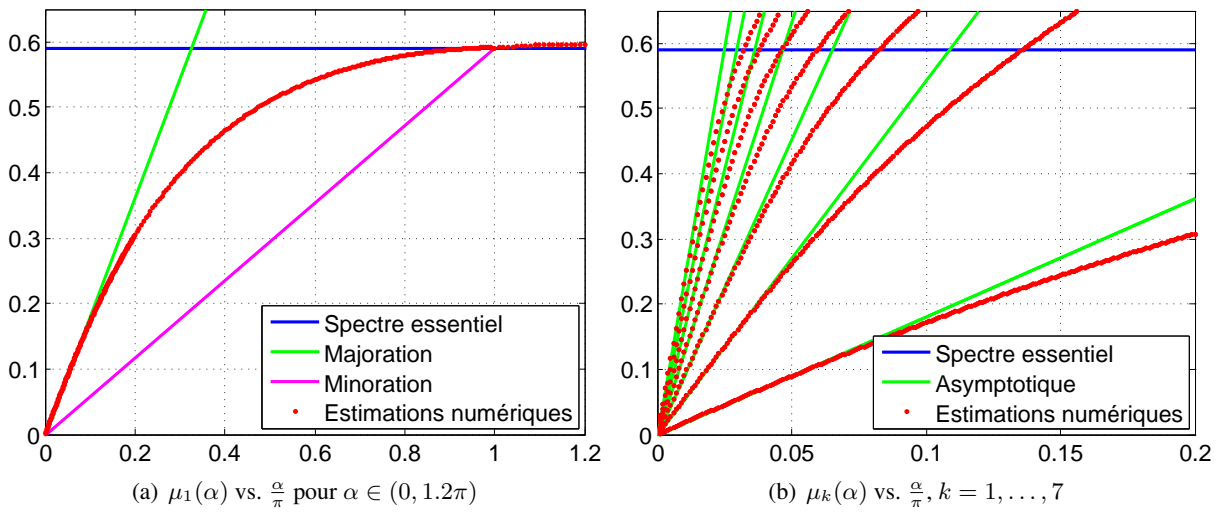 0.6
0.5
0.4
0.3
0.2
0.1
0
0 0.2 0.4 0.6 0.8 1 1.2
Spectre essentiel
Majoration
Minoration
Estimations numériques
(a) μ₁(α) vs. α/π pour α ∈ (0, 1.2π)
0.6
0.5
0.4
0.3
0.2
0.1
0
0 0.05 0.1 0.15 0.2
Spectre essentiel
Asymptotique
Estimations numériques
(b) μₖ(α) vs. α/π, k = 1, . . . , 7